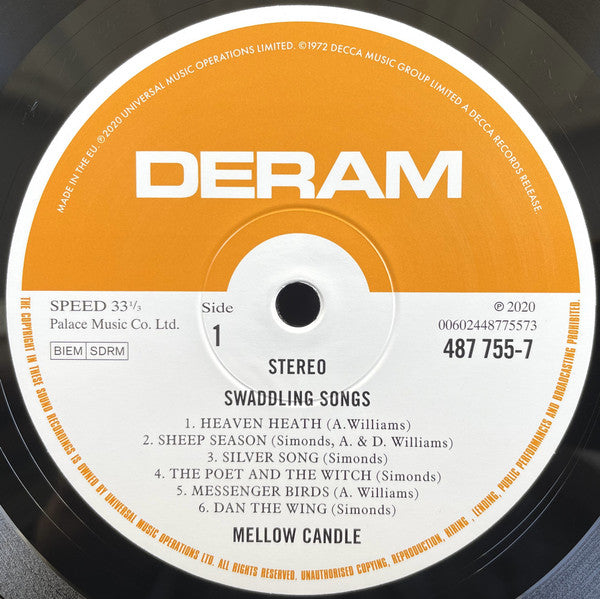 MADE IN THE EU. ℗2020 UNIVERSAL MUSIC OPERATIONS LIMITED. ©1972 DECCA MUSIC GROUP LIMITED A DECCA RECORDS RELEASE.
DERAM
SPEED 33 1/3
Palace Music Co. Ltd.
BIEM SDRM
Side
1
℗ 2020
00602448775573
487 755-7
STEREO
SWADDLING SONGS
1. HEAVEN HEATH (A.Williams)
2. SHEEP SEASON (Simonds, A. & D. Williams)
3. SILVER SONG (Simonds)
4. THE POET AND THE WITCH (Simonds)
5. MESSENGER BIRDS (A. Williams)
6. DAN THE WING (Simonds)
MELLOW CANDLE
THE COPYRIGHT IN THESE SOUND RECORDINGS IS OWNED BY UNIVERSAL MUSIC OPERATIONS LTD. ALL RIGHTS RESERVED. UNAUTHORISED COPYING, REPRODUCTION, HIRING, LENDING, PUBLIC PERFORMANCES AND BROADCASTING PROHIBITED.